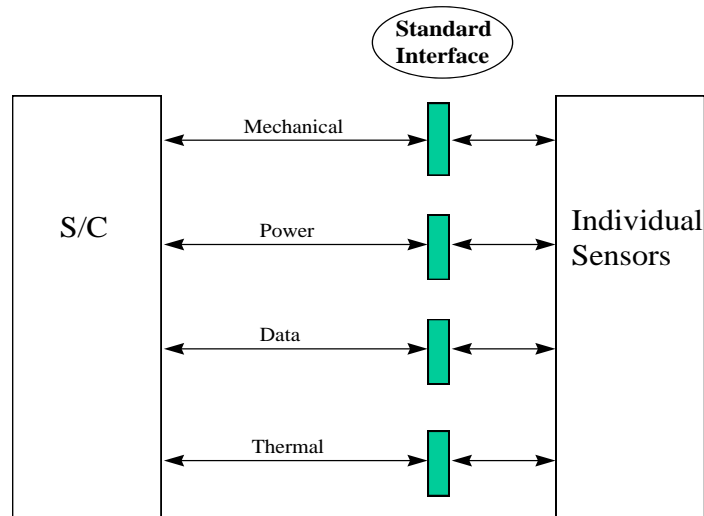 Standard
Interface
Mechanical
S/C
Power
Individual
Sensors
Data
Thermal